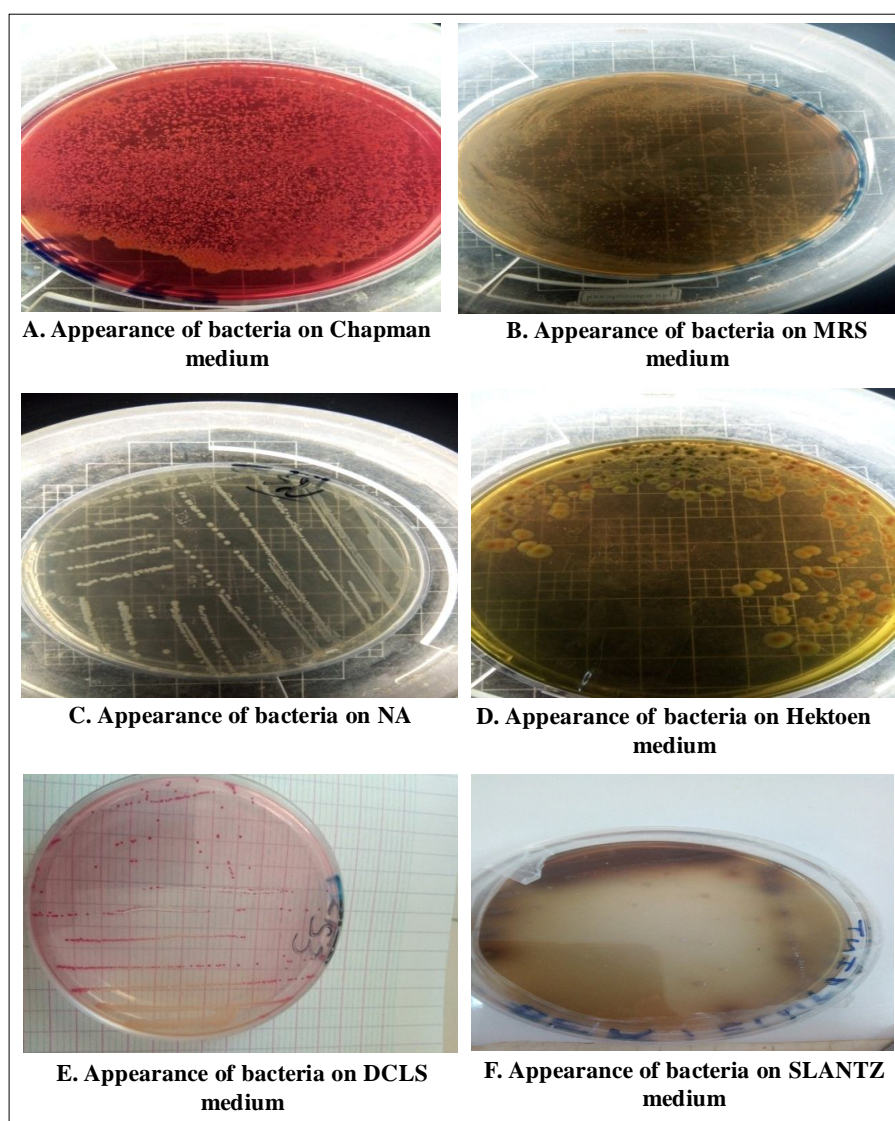 A. Appearance of bacteria on Chapman
medium
B. Appearance of bacteria on MRS
medium
C. Appearance of bacteria on NA
D. Appearance of bacteria on Hektoen
medium
E. Appearance of bacteria on DCLS
medium
F. Appearance of bacteria on SLANTZ
medium